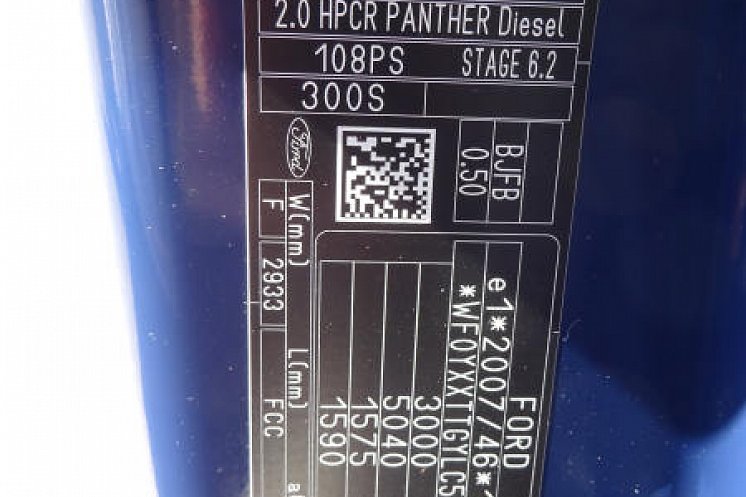 2.0 HPCR PANTHER Diesel
108PS STAGE 6.2
300S
Ford
BJFB
0.50
FORD
e1*2007/46*
*WF0YXXTTGYLC5
3000
5040
1575
1590
W(mm) L(mm)
F 2933 FCC